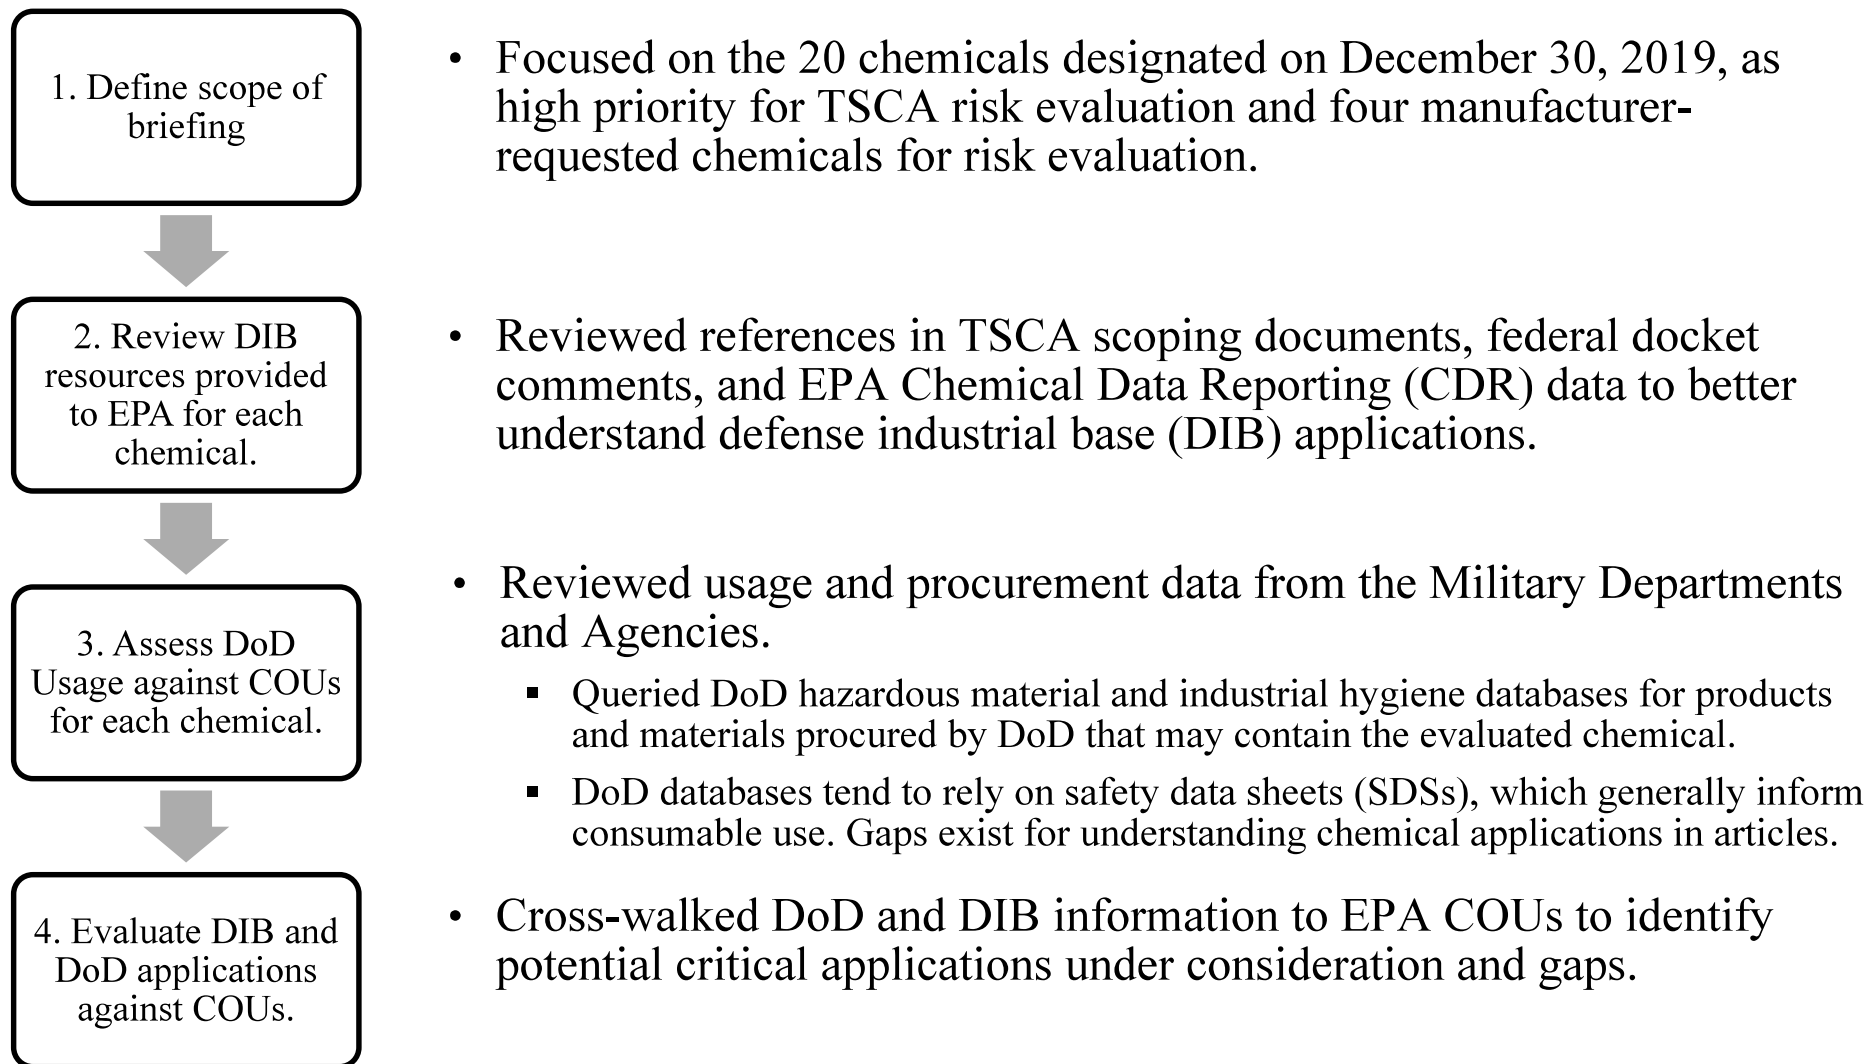 1. Define scope of
briefing
• Focused on the 20 chemicals designated on December 30, 2019, as
high priority for TSCA risk evaluation and four manufacturer-
requested chemicals for risk evaluation.
2. Review DIB
resources provided
to EPA for each
chemical.
• Reviewed references in TSCA scoping documents, federal docket
comments, and EPA Chemical Data Reporting (CDR) data to better
understand defense industrial base (DIB) applications.
3. Assess DoD
Usage against COUs
for each chemical.
• Reviewed usage and procurement data from the Military Departments
and Agencies.
▪ Queried DoD hazardous material and industrial hygiene databases for products
and materials procured by DoD that may contain the evaluated chemical.
▪ DoD databases tend to rely on safety data sheets (SDSs), which generally inform
consumable use. Gaps exist for understanding chemical applications in articles.
4. Evaluate DIB and
DoD applications
against COUs.
• Cross-walked DoD and DIB information to EPA COUs to identify
potential critical applications under consideration and gaps.